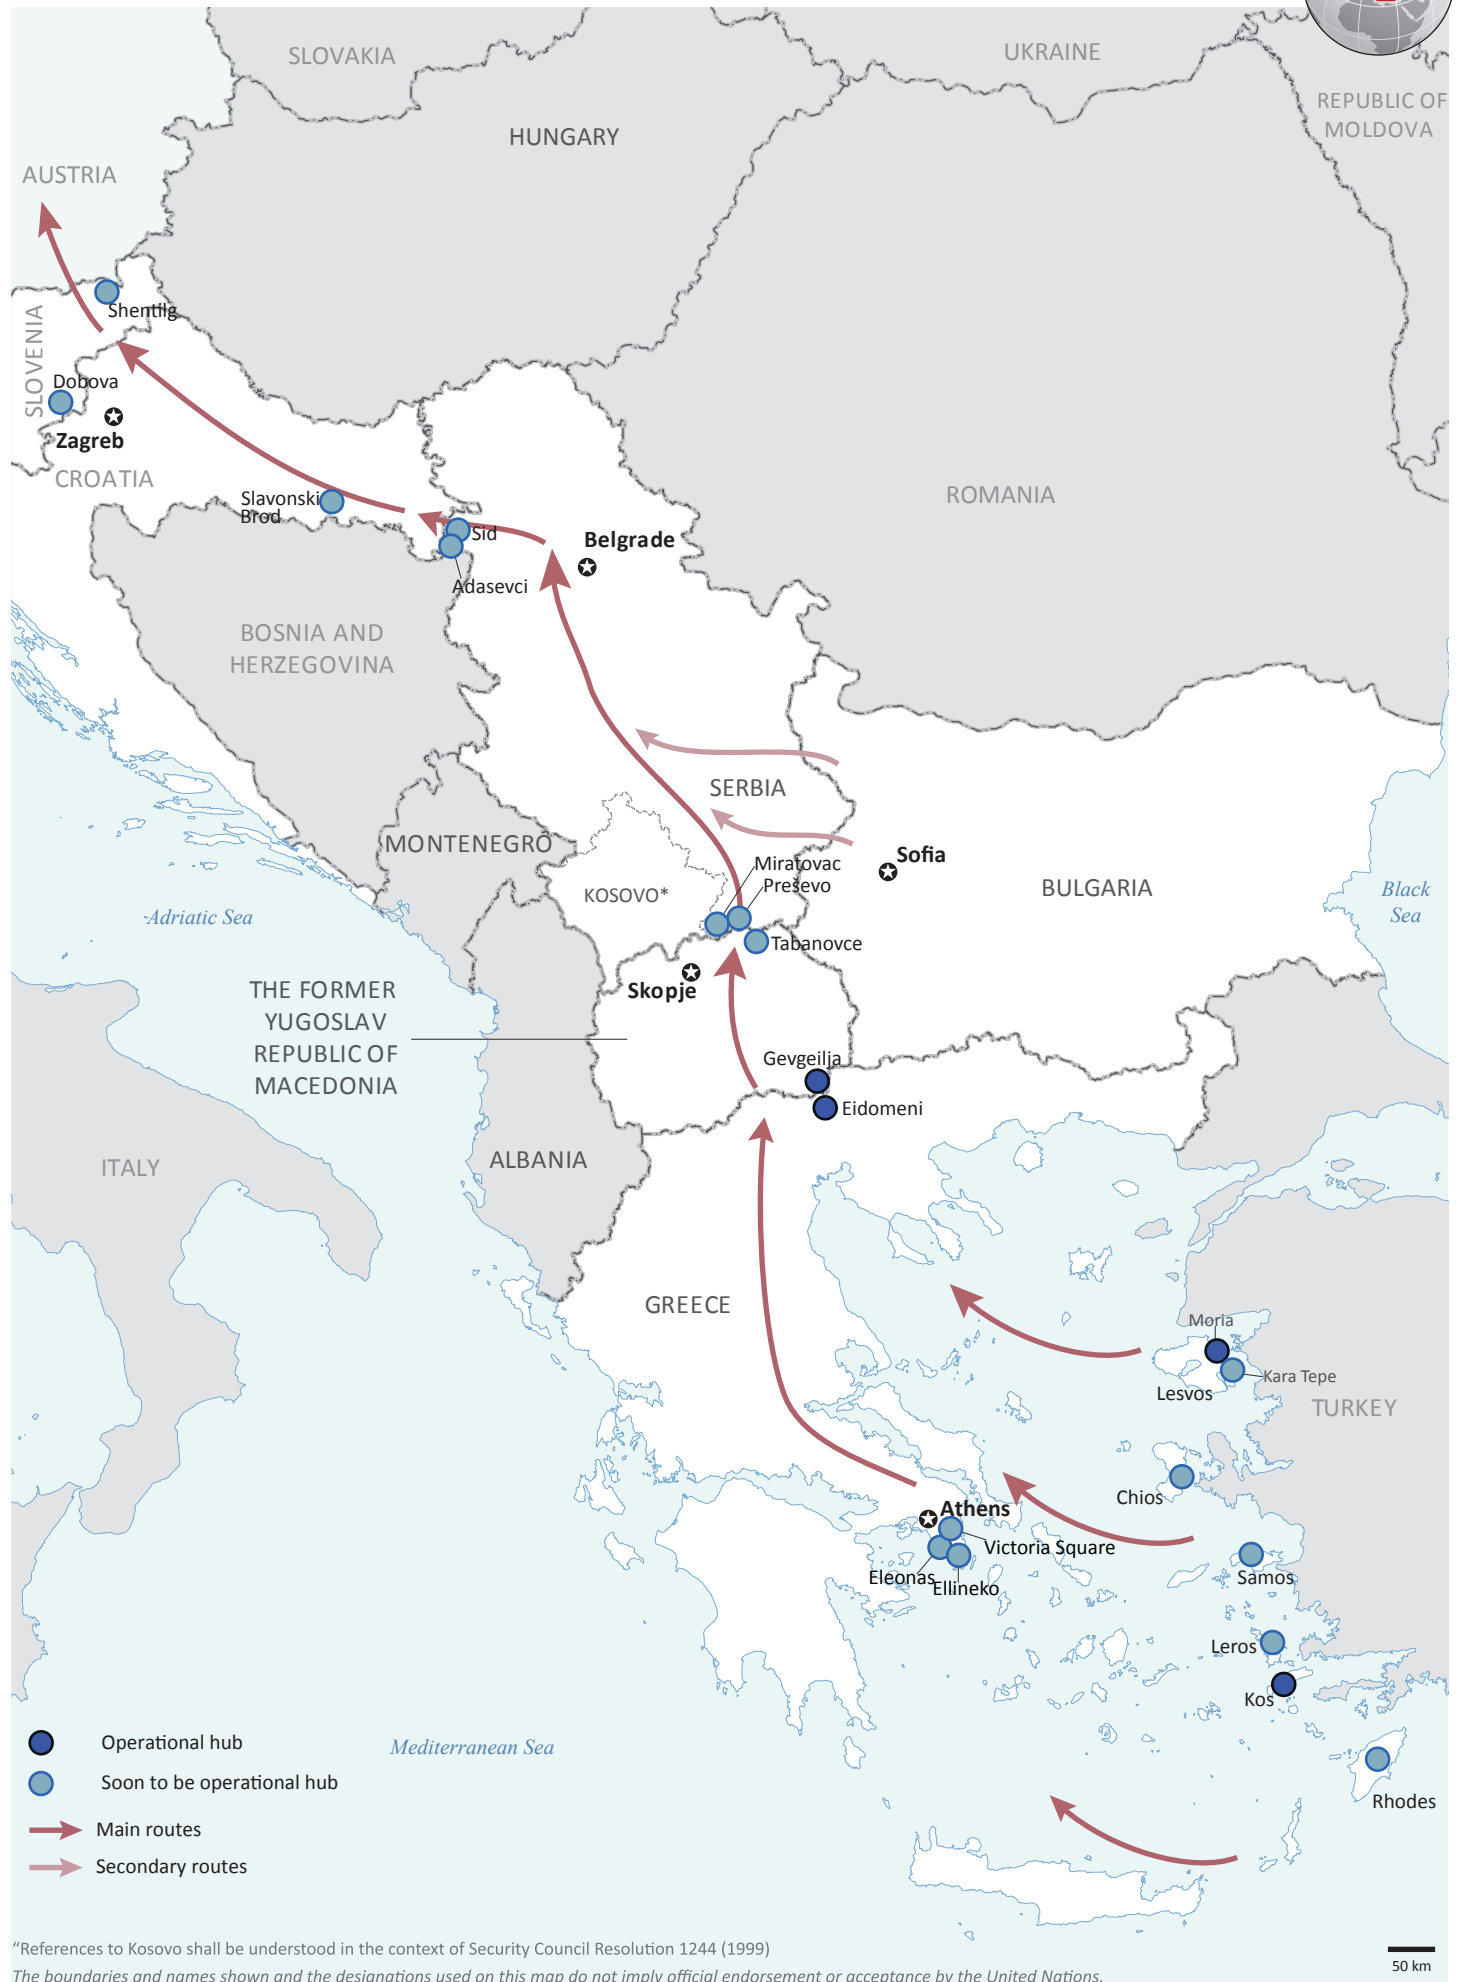 SLOVAKIA
UKRAINE
REPUBLIC OF
MOLDOVA
HUNGARY
AUSTRIA
Shentilg
SLOVENIA
Dobova
Zagreb
CROATIA
ROMANIA
Slavonski
Brod
Sid
Belgrade
Adasevci
BOSNIA AND
HERZEGOVINA
SERBIA
MONTENEGRO
Sofia
Miratovac
Preševo
KOSOVO*
BULGARIA
Black
Sea
Adriatic Sea
Tabanovce
Skopje
THE FORMER
YUGOSLAV
REPUBLIC OF
MACEDONIA
Gevgeilja
Eidomeni
ALBANIA
ITALY
GREECE
Moria
Kara Tepe
Lesvos
TURKEY
Chios
Athens
Victoria Square
Eleonas
Ellineko
Samos
Leros
Kos
Operational hub
Mediterranean Sea
Soon to be operational hub
Rhodes
Main routes
Secondary routes
“References to Kosovo shall be understood in the context of Security Council Resolution 1244 (1999)
50 km
The boundaries and names shown and the designations used on this map do not imply official endorsement or acceptance by the United Nations.